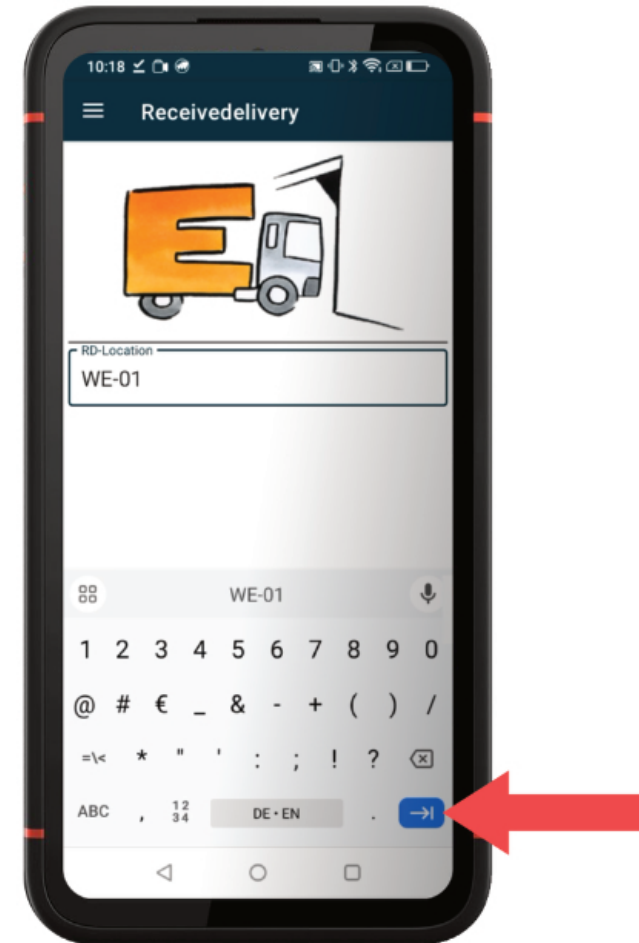 10:18
Receivedelivery
E
RD-Location
WE-01
WE-01
1 2 3 4 5 6 7 8 9 0
@ # € _ & - + ( ) /
=\< * " ' : ; ! ?
ABC , 12 34 DE • EN .